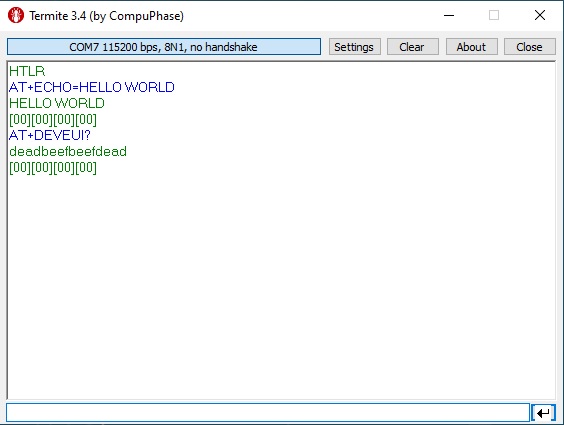 Termite 3.4 (by CompuPhase)
COM7 115200 bps, 8N1, no handshake
Settings
Clear
About
Close
HTLR
AT+ECHO=HELLO WORLD
HELLO WORLD
[00][00][00][00]
AT+DEVEUI?
deadbeefbeefdead
[00][00][00][00]